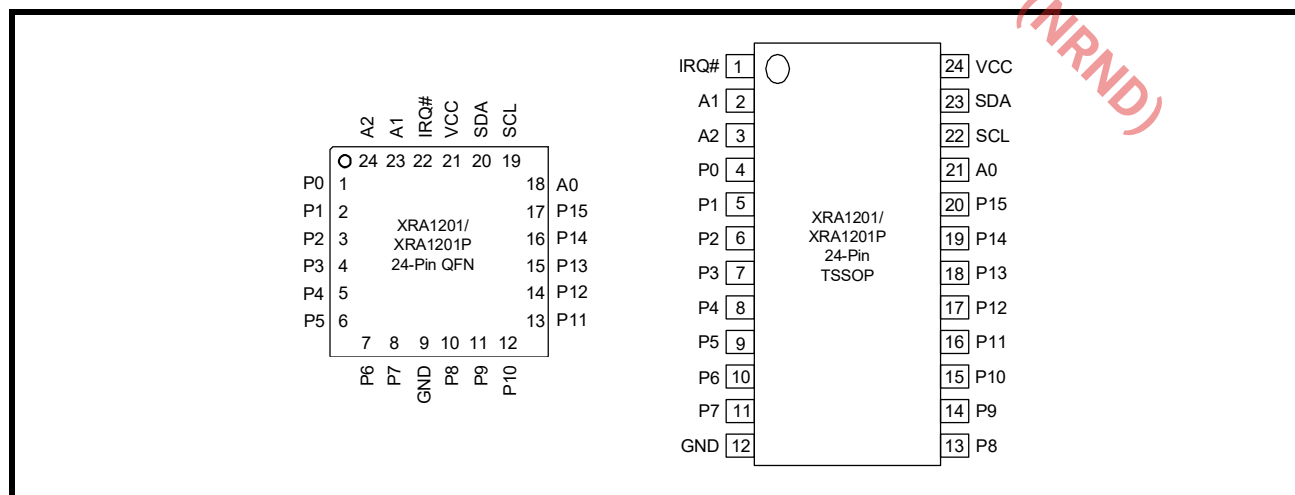 (NRND)
A2 A1 IRQ# VCC SDA SCL
24 23 22 21 20 19
P0 1 18 A0
P1 2 17 P15
P2 3 16 P14
P3 4 15 P13
P4 5 14 P12
P5 6 13 P11
XRA1201/
XRA1201P
24-Pin QFN
7 8 9 10 11 12
P6 P7 GND P8 P9 P10
IRQ# 1 24 VCC
A1 2 23 SDA
A2 3 22 SCL
P0 4 21 A0
P1 5 20 P15
P2 6 19 P14
P3 7 18 P13
P4 8 17 P12
P5 9 16 P11
P6 10 15 P10
P7 11 14 P9
GND 12 13 P8
XRA1201/
XRA1201P
24-Pin
TSSOP